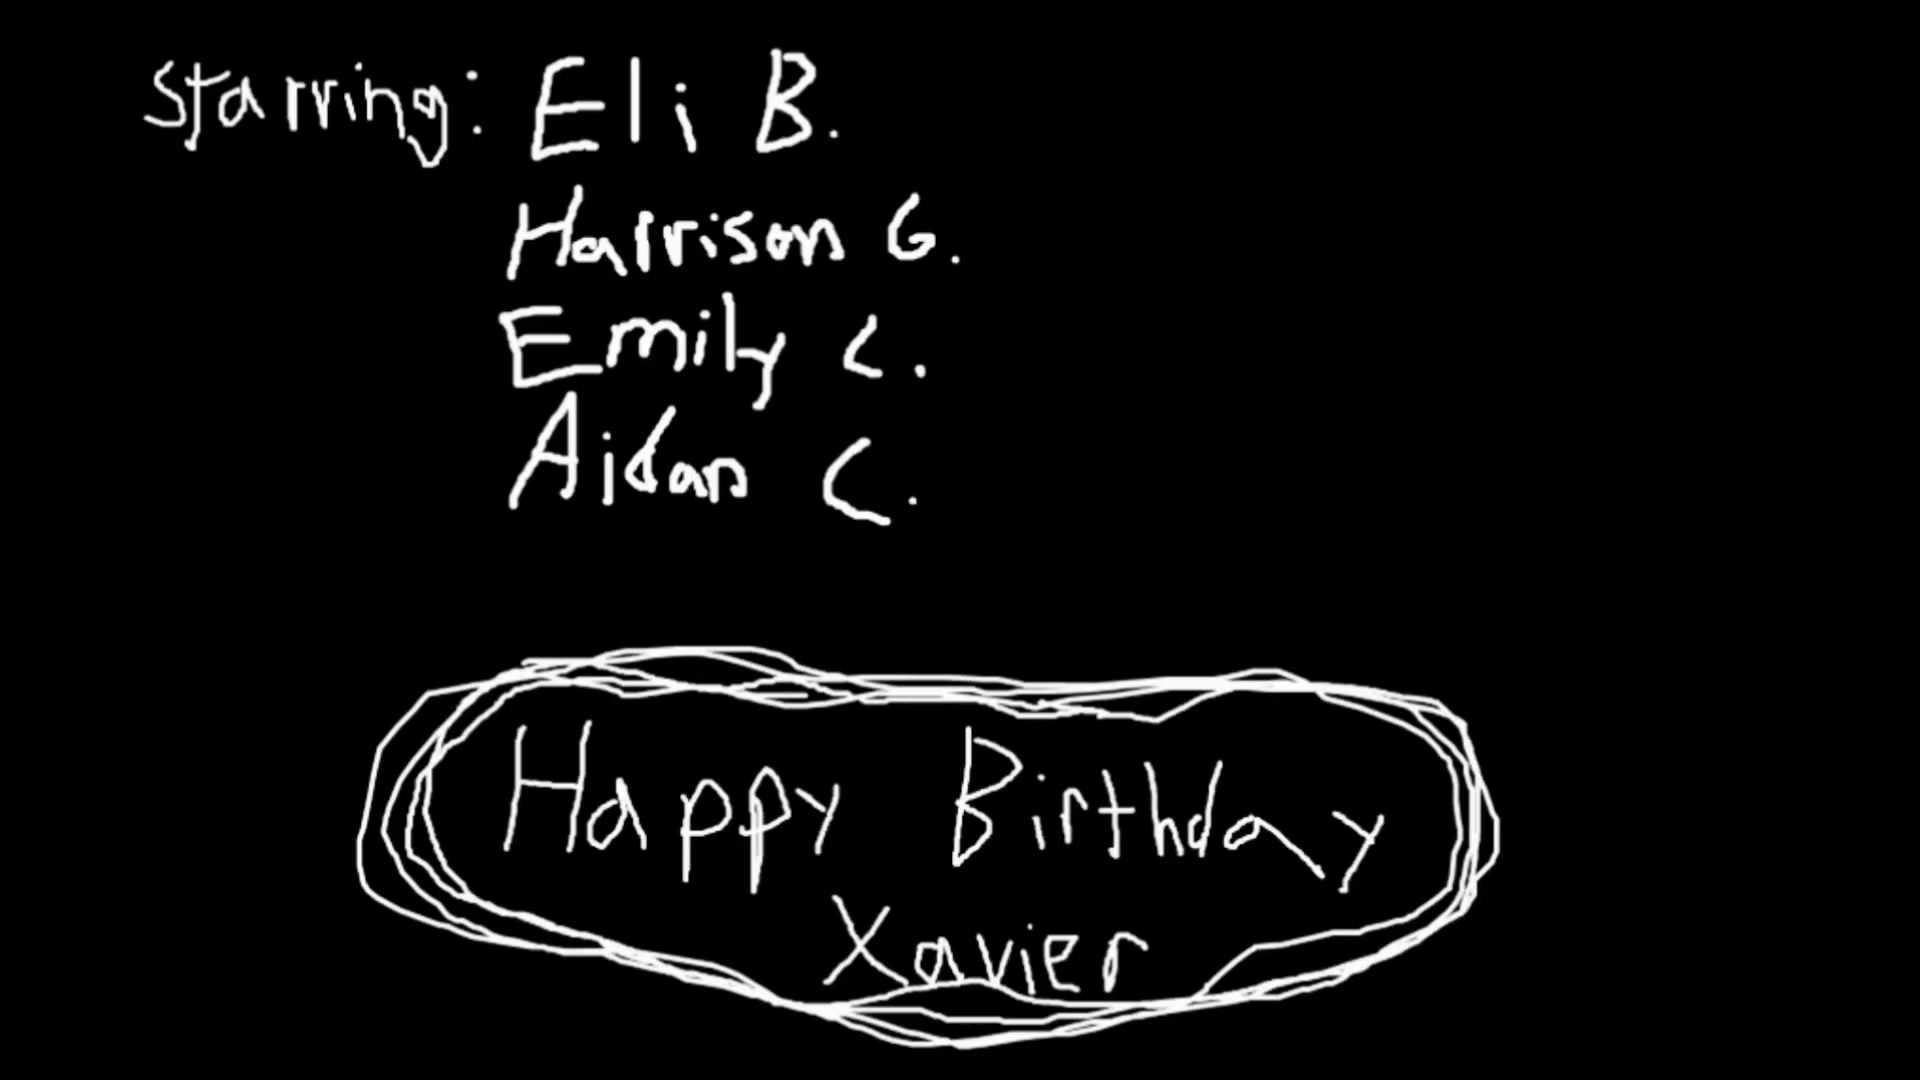 Starring: Eli B.
Harrison G.
Emily C.
Aidan C.
Happy Birthday
Xavier